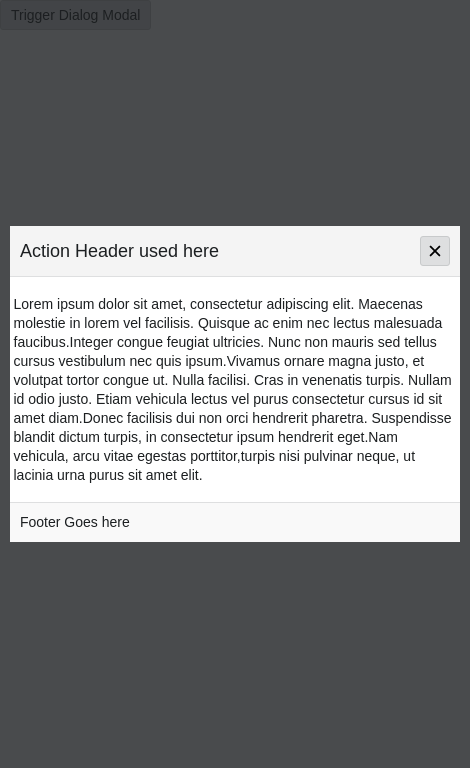 Trigger Dialog Modal
Action Header used here
Lorem ipsum dolor sit amet, consectetur adipiscing elit. Maecenas
molestie in lorem vel facilisis. Quisque ac enim nec lectus malesuada
faucibus.Integer congue feugiat ultricies. Nunc non mauris sed tellus
cursus vestibulum nec quis ipsum.Vivamus ornare magna justo, et
volutpat tortor congue ut. Nulla facilisi. Cras in venenatis turpis. Nullam
id odio justo. Etiam vehicula lectus vel purus consectetur cursus id sit
amet diam.Donec facilisis dui non orci hendrerit pharetra. Suspendisse
blandit dictum turpis, in consectetur ipsum hendrerit eget.Nam
vehicula, arcu vitae egestas porttitor,turpis nisi pulvinar neque, ut
lacinia urna purus sit amet elit.
Footer Goes here